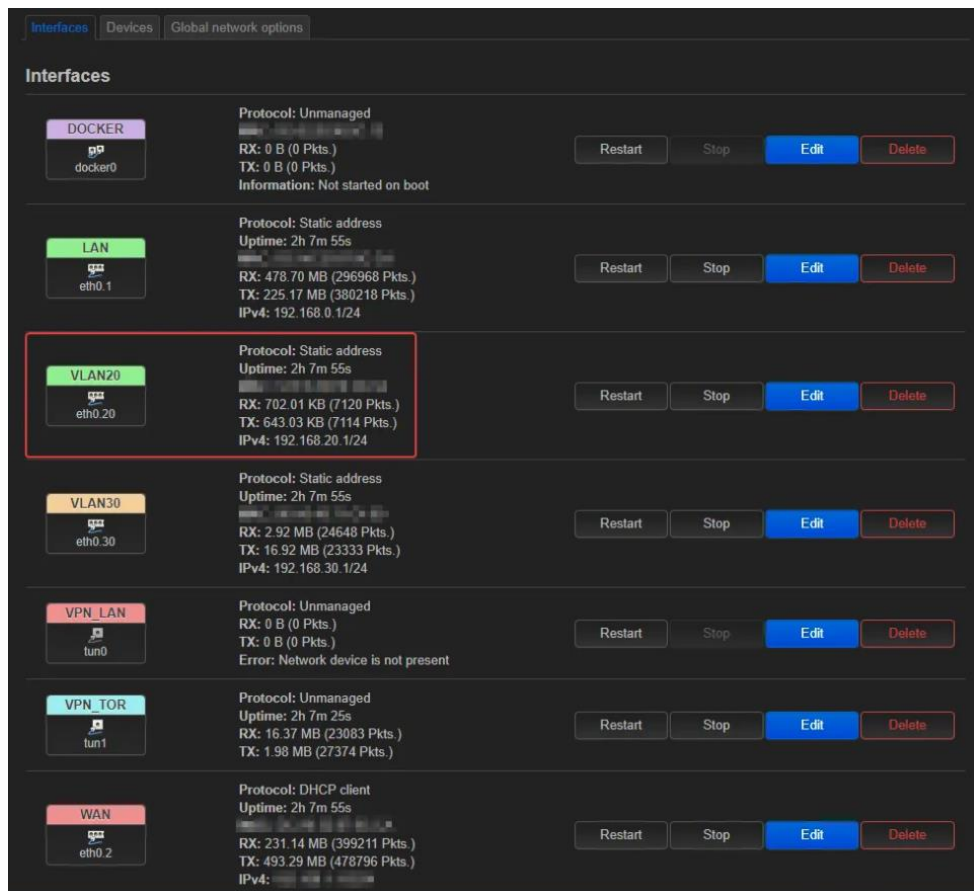 Interfaces
Devices
Global network options
Interfaces
DOCKER
docker0
Protocol: Unmanaged
RX: 0 B (0 Pkts.)
TX: 0 B (0 Pkts.)
Information: Not started on boot
Restart
Stop
Edit
Delete
LAN
eth0.1
Protocol: Static address
Uptime: 2h 7m 55s
RX: 478.70 MB (296968 Pkts.)
TX: 225.17 MB (380218 Pkts.)
IPv4: 192.168.0.1/24
Restart
Stop
Edit
Delete
VLAN20
eth0.20
Protocol: Static address
Uptime: 2h 7m 55s
RX: 702.01 KB (7120 Pkts.)
TX: 643.03 KB (7114 Pkts.)
IPv4: 192.168.20.1/24
Restart
Stop
Edit
Delete
VLAN30
eth0.30
Protocol: Static address
Uptime: 2h 7m 55s
RX: 2.92 MB (24648 Pkts.)
TX: 16.92 MB (23333 Pkts.)
IPv4: 192.168.30.1/24
Restart
Stop
Edit
Delete
VPN_LAN
tun0
Protocol: Unmanaged
RX: 0 B (0 Pkts.)
TX: 0 B (0 Pkts.)
Error: Network device is not present
Restart
Stop
Edit
Delete
VPN_TOR
tun1
Protocol: Unmanaged
Uptime: 2h 7m 25s
RX: 16.37 MB (23083 Pkts.)
TX: 1.98 MB (27374 Pkts.)
Restart
Stop
Edit
Delete
WAN
eth0.2
Protocol: DHCP client
Uptime: 2h 7m 55s
RX: 231.14 MB (399211 Pkts.)
TX: 493.29 MB (478796 Pkts.)
IPv4:
Restart
Stop
Edit
Delete